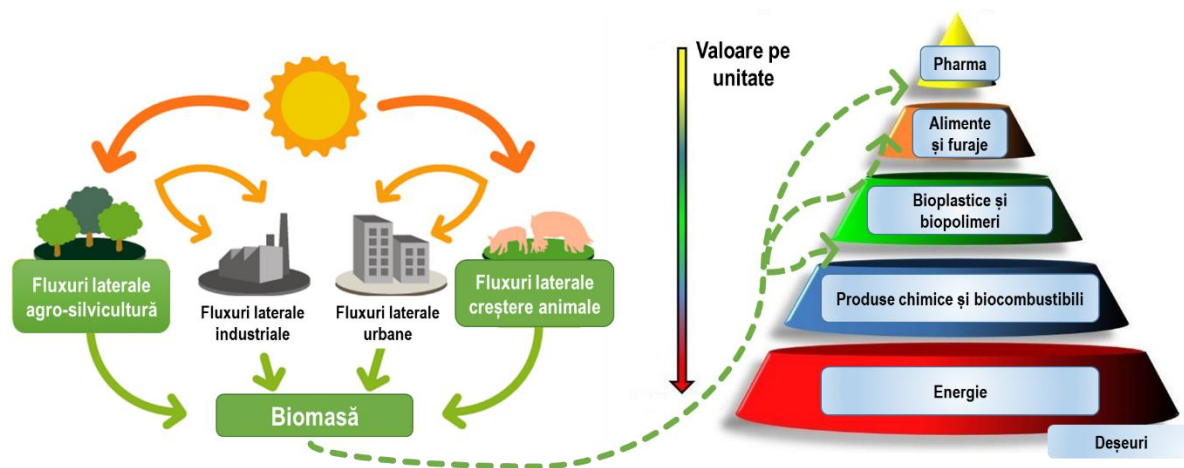 Fluxuri laterale
agro-silvicultură
Fluxuri laterale
industriale
Fluxuri laterale
urbane
Fluxuri laterale
creștere animale
Biomasă
Valoare pe
unitate
Pharma
Alimente
și furaje
Bioplastice și
biopolimeri
Produse chimice și biocombustibili
Energie
Deșeuri